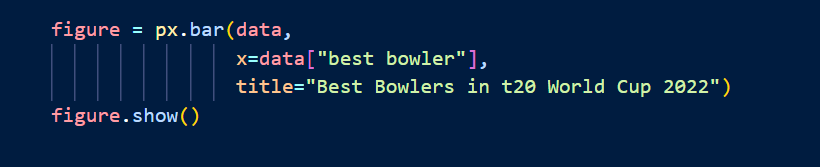 figure = px.bar(data,
x=data["best bowler"],
title="Best Bowlers in t20 World Cup 2022")
figure.show()